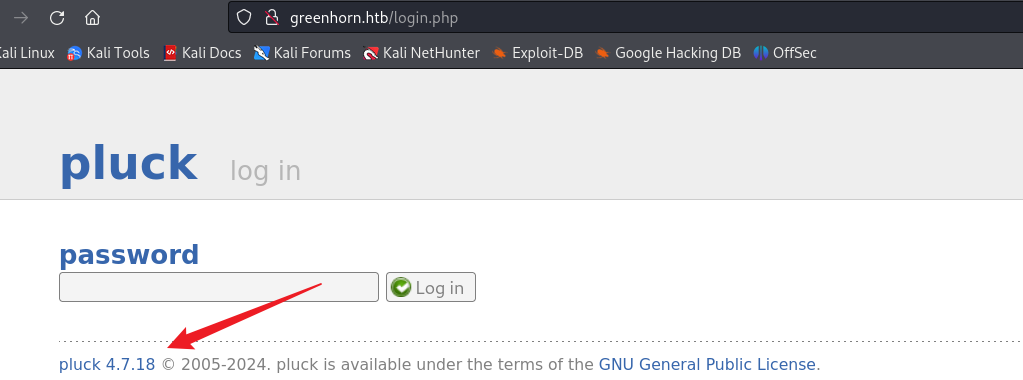 greenhorn.htb/login.php
Kali Linux Kali Tools Kali Docs Kali Forums Kali NetHunter Exploit-DB Google Hacking DB OffSec
pluck log in
password
Log in
pluck 4.7.18 © 2005-2024. pluck is available under the terms of the GNU General Public License.